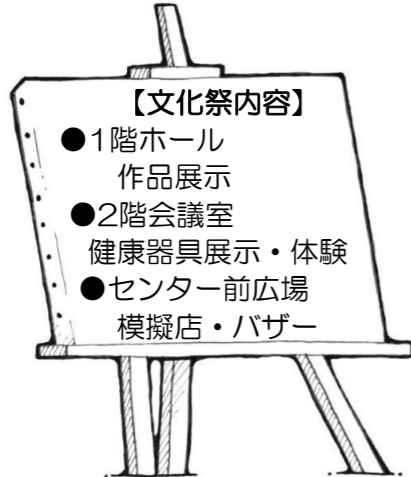 【文化祭内容】
●1階ホール
作品展示
●2階会議室
健康器具展示・体験
●センター前広場
模擬店・バザー